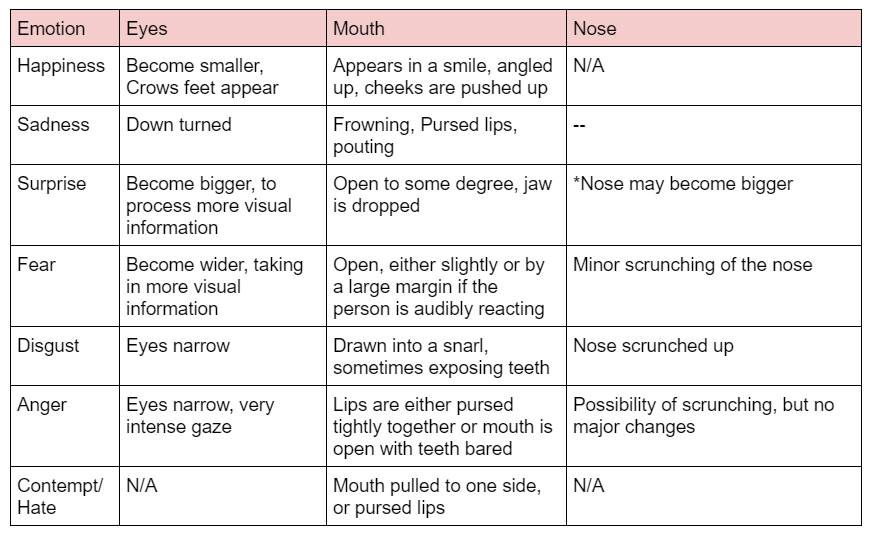 Emotion Eyes Mouth Nose
Happiness Become smaller, Appears in a smile, angled N/A
Crows feet appear up, cheeks are pushed up
Sadness Down turned Frowning, Pursed lips, --
pouting
Surprise Become bigger, to Open to some degree, jaw *Nose may become bigger
process more visual is dropped
information
Fear Become wider, taking Open, either slightly or by Minor scrunching of the nose
in more visual a large margin if the
information person is audibly reacting
Disgust Eyes narrow Drawn into a snarl, Nose scrunched up
sometimes exposing teeth
Anger Eyes narrow, very Lips are either pursed Possibility of scrunching, but no
intense gaze tightly together or mouth is major changes
open with teeth bared
Contempt/ N/A Mouth pulled to one side, N/A
Hate or pursed lips